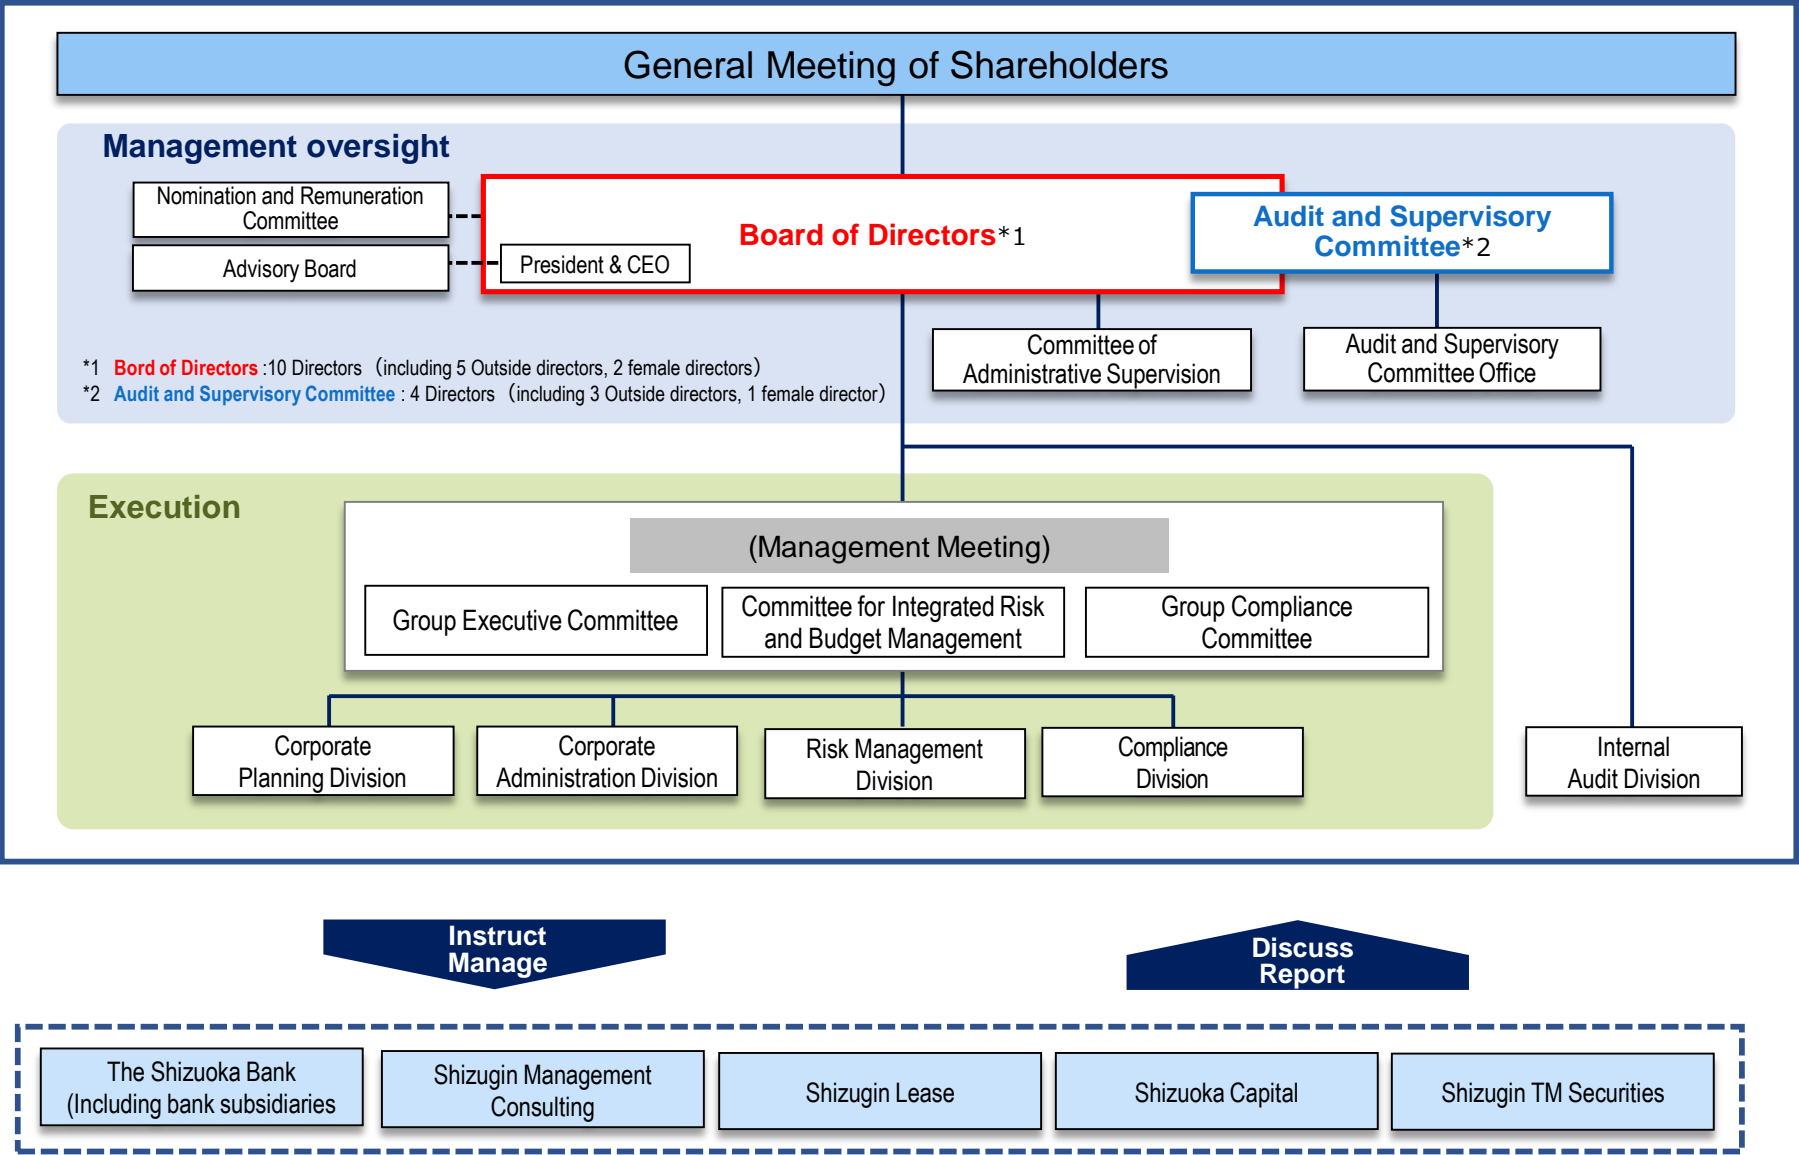 General Meeting of Shareholders
Management oversight
Nomination and Remuneration
Committee
Advisory Board
President & CEO
Board of Directors*1
Audit and Supervisory
Committee*2
Committee of
Administrative Supervision
Audit and Supervisory
Committee Office
*1 Bord of Directors :10 Directors （including 5 Outside directors, 2 female directors）
*2 Audit and Supervisory Committee : 4 Directors （including 3 Outside directors, 1 female director）
Execution
(Management Meeting)
Group Executive Committee
Committee for Integrated Risk
and Budget Management
Group Compliance
Committee
Corporate
Planning Division
Corporate
Administration Division
Risk Management
Division
Compliance
Division
Internal
Audit Division
Instruct
Manage
Discuss
Report
The Shizuoka Bank
(Including bank subsidiaries
Shizugin Management
Consulting
Shizugin Lease
Shizuoka Capital
Shizugin TM Securities